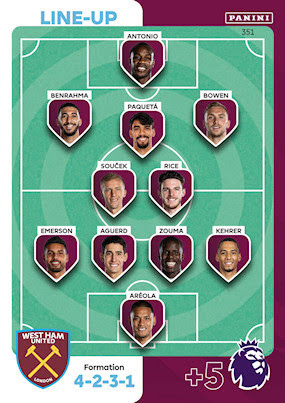 LINE-UP
PANINI
351
ANTONIO
BENRAHMA
BOWEN
PAQUETÁ
SOUČEK
RICE
EMERSON
AGUERD
ZOUMA
KEHRER
ARÉOLA
WEST HAM
UNITED
LONDON
Formation
4-2-3-1
+5